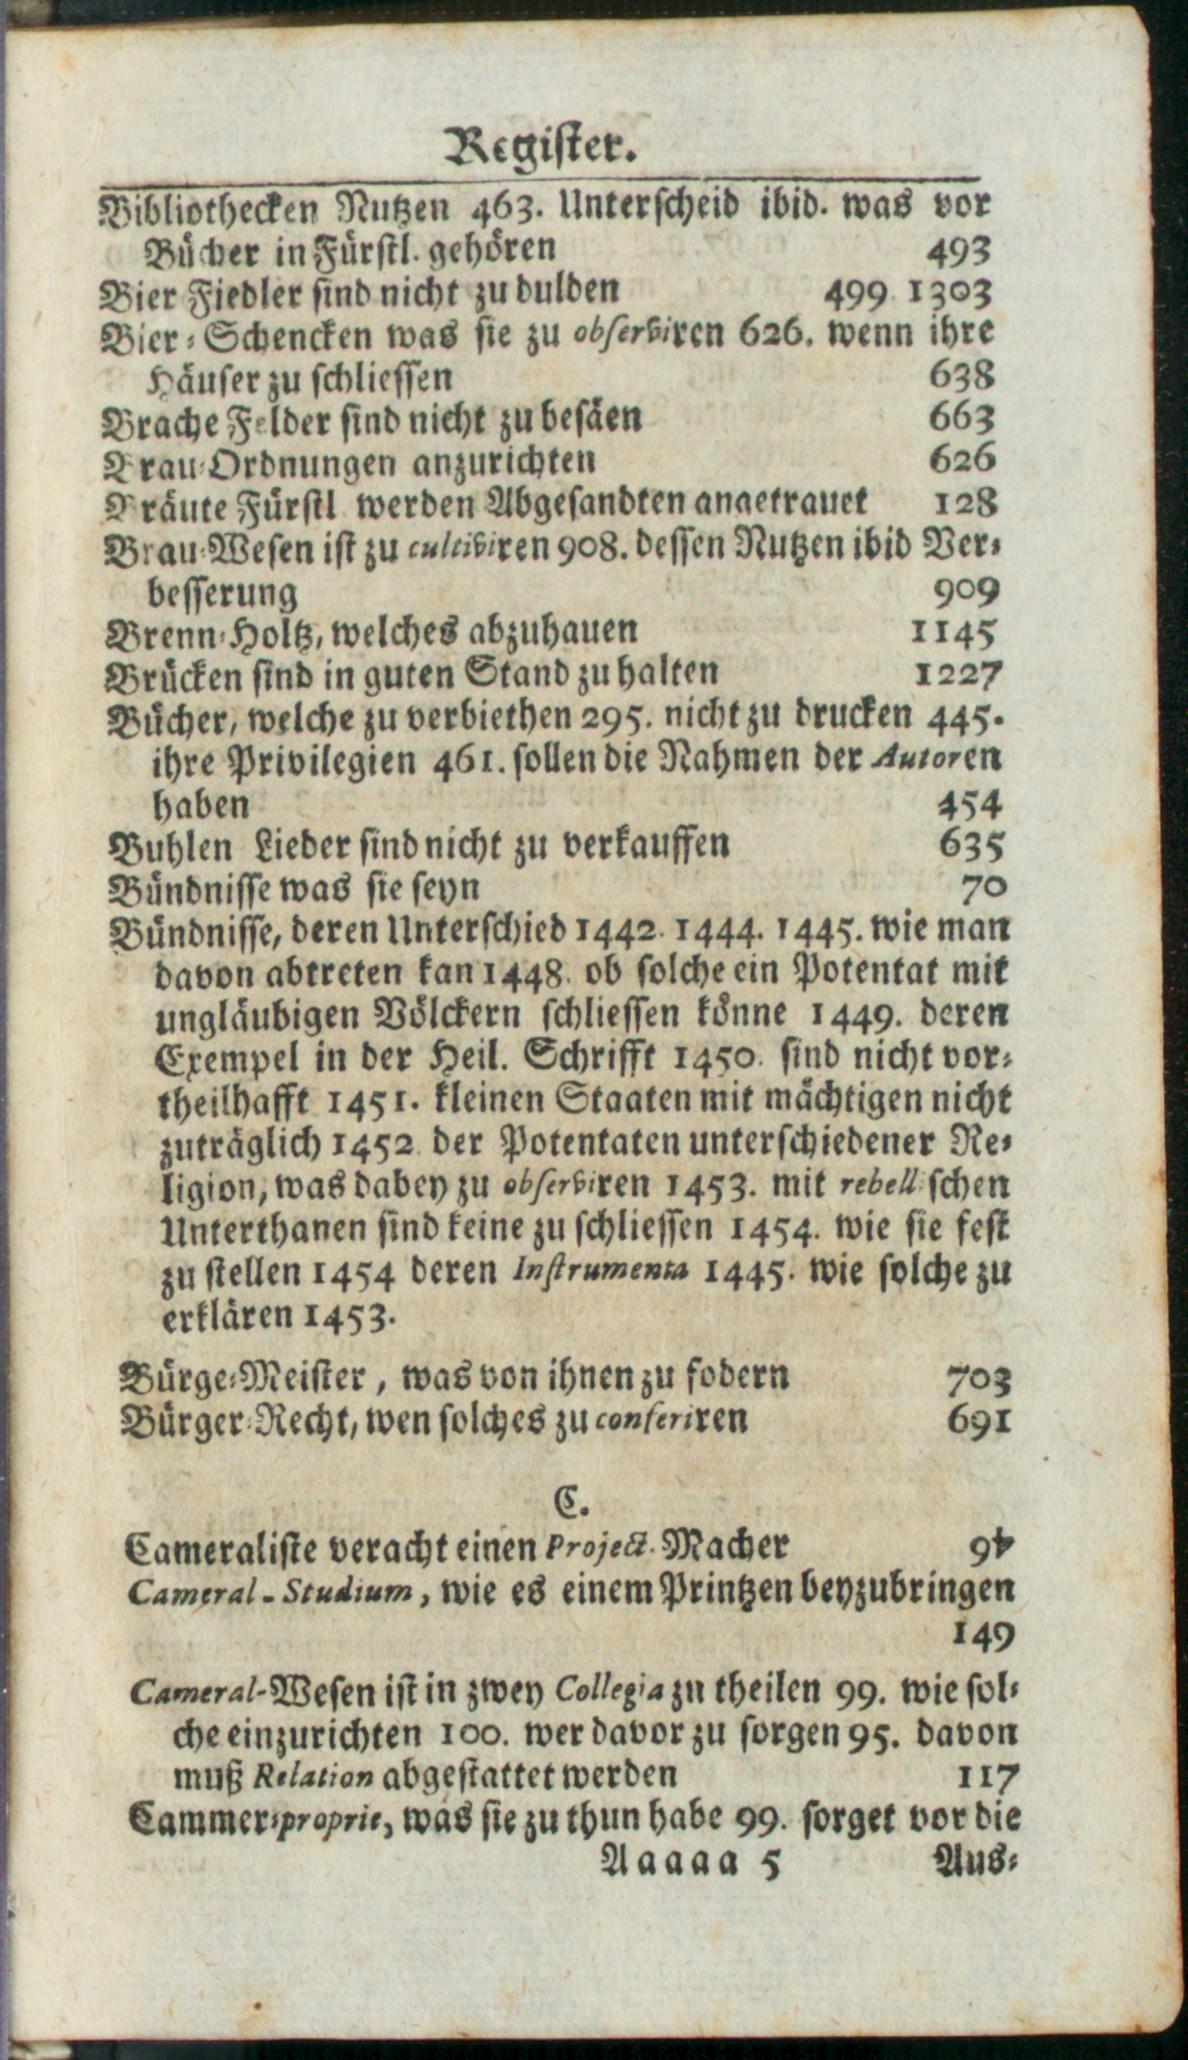 Register.
Bibliothecken Nutzen 463. Unterscheid ibid. was vor
Bücher in Fürstl. gehören 493
Bier Fiedler sind nicht zu dulden 499 1303
Bier-Schencken was sie zu observiren 626. wenn ihre
Häuser zu schliessen 638
Brache Felder sind nicht zu besäen 663
Brau-Ordnungen anzurichten 626
Bräute Fürstl werden Abgesandten angetrauet 128
Brau-Wesen ist zu cultiviren 908. dessen Nutzen ibid Ver-
besserung 909
Brenn-Holtz, welches abzuhauen 1145
Brücken sind in guten Stand zu halten 1227
Bücher, welche zu verbiethen 295. nicht zu drucken 445.
ihre Privilegien 461. sollen die Nahmen der Autoren
haben 454
Buhlen Lieder sind nicht zu verkauffen 635
Bündnisse was sie seyn 70
Bündnisse, deren Unterschied 1442. 1444. 1445. wie man
davon abtreten kan 1448. ob solche ein Potentat mit
ungläubigen Völckern schliessen könne 1449. deren
Exempel in der Heil. Schrifft 1450. sind nicht vor-
theilhafft 1451. kleinen Staaten mit mächtigen nicht
zuträglich 1452. der Potentaten unterschiedener Re-
ligion, was dabey zu observiren 1453. mit rebellischen
Unterthanen sind keine zu schliessen 1454. wie sie fest
zu stellen 1454 deren Instrumenta 1445. wie solche zu
erklären 1453.
Bürge-Meister, was von ihnen zu fodern 703
Bürger-Recht, wen solches zu conferiren 691
C.
Cameraliste veracht einen Project-Macher 94
Cameral-Studium, wie es einem Printzen beyzubringen
149
Cameral-Wesen ist in zwey Collegia zu theilen 99. wie sol-
che einzurichten 100. wer davor zu sorgen 95. davon
muß Relation abgestattet werden 117
Cammer-proprie, was sie zu thun habe 99. sorget vor die
Aaaaa 5 Aus-